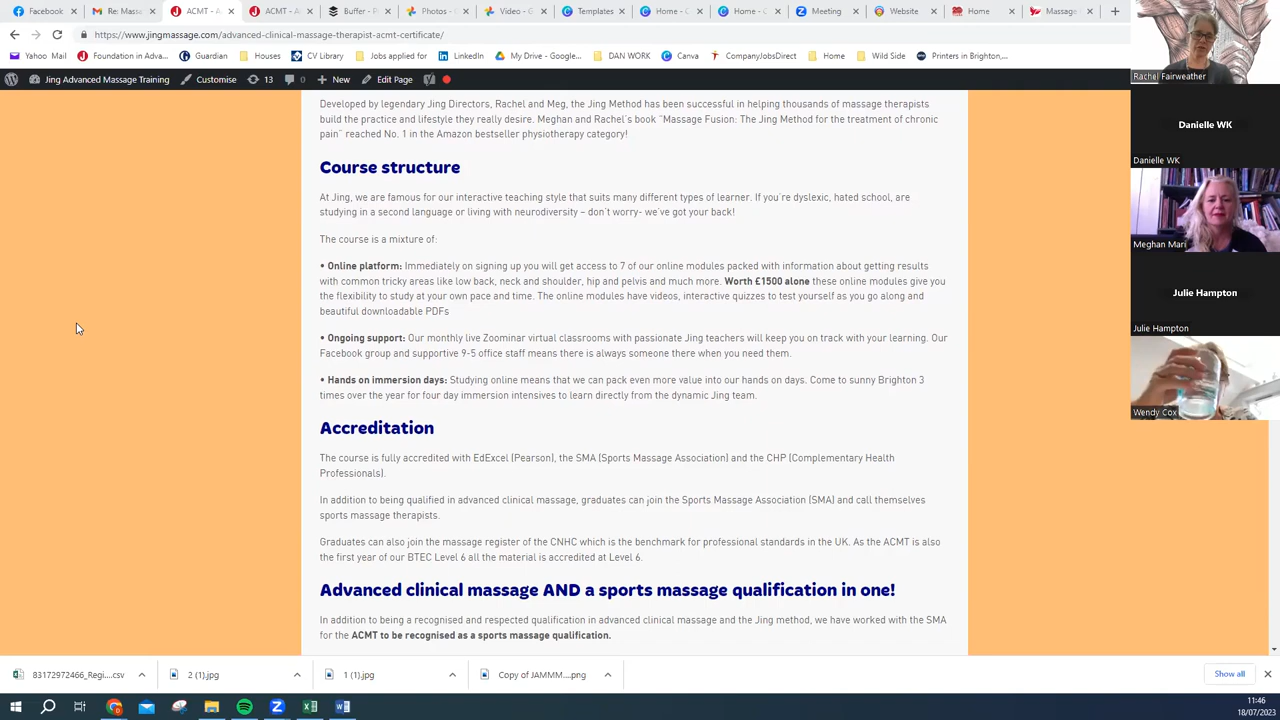 Facebook
Re: Massa
ACMT - A
ACMT - A
Buffer - P
Photos - G
Video - G
Templates
Home - C
Home - C
Meeting
Website
Home
Massage
https://www.jingmassage.com/advanced-clinical-massage-therapist-acmt-certificate/
Yahoo Mail
Foundation in Adva...
Guardian
Houses
CV Library
Jobs applied for
LinkedIn
My Drive - Google...
DAN WORK
Canva
CompanyJobsDirect
Home
Wild Side
Printers in Brighton,...
Jing Advanced Massage Training
Customise
13
0
New
Edit Page
Developed by legendary Jing Directors, Rachel and Meg, the Jing Method has been successful in helping thousands of massage therapists
build the practice and lifestyle they really desire. Meghan and Rachel's book "Massage Fusion: The Jing Method for the treatment of chronic
pain" reached No. 1 in the Amazon bestseller physiotherapy category!
Course structure
At Jing, we are famous for our interactive teaching style that suits many different types of learner. If you're dyslexic, hated school, are
studying in a second language or living with neurodiversity – don't worry- we've got your back!
The course is a mixture of:
• Online platform: Immediately on signing up you will get access to 7 of our online modules packed with information about getting results
with common tricky areas like low back, neck and shoulder, hip and pelvis and much more. Worth £1500 alone these online modules give you
the flexibility to study at your own pace and time. The online modules have videos, interactive quizzes to test yourself as you go along and
beautiful downloadable PDFs
• Ongoing support: Our monthly live Zoominar virtual classrooms with passionate Jing teachers will keep you on track with your learning. Our
Facebook group and supportive 9-5 office staff means there is always someone there when you need them.
• Hands on immersion days: Studying online means that we can pack even more value into our hands on days. Come to sunny Brighton 3
times over the year for four day immersion intensives to learn directly from the dynamic Jing team.
Accreditation
The course is fully accredited with EdExcel (Pearson), the SMA (Sports Massage Association) and the CHP (Complementary Health
Professionals).
In addition to being qualified in advanced clinical massage, graduates can join the Sports Massage Association (SMA) and call themselves
sports massage therapists.
Graduates can also join the massage register of the CNHC which is the benchmark for professional standards in the UK. As the ACMT is also
the first year of our BTEC Level 6 all the material is accredited at Level 6.
Advanced clinical massage AND a sports massage qualification in one!
In addition to being a recognised and respected qualification in advanced clinical massage and the Jing method, we have worked with the SMA
for the ACMT to be recognised as a sports massage qualification.
Rachel Fairweather
Danielle WK
Danielle WK
Meghan Mari
Julie Hampton
Julie Hampton
Wendy Cox
83172972466_Regi....csv
2 (1).jpg
1 (1).jpg
Copy of JAMMM....png
Show all
11:46
18/07/2023